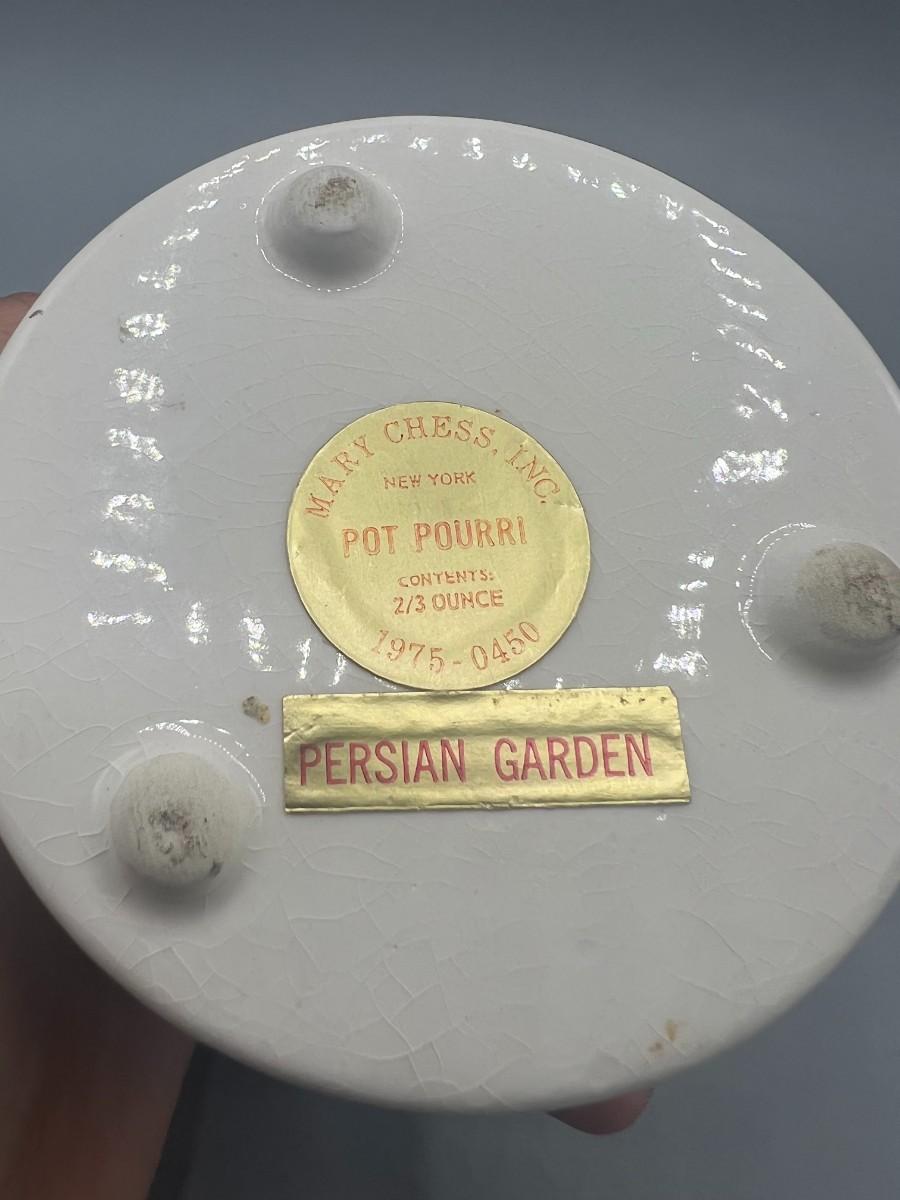 MARY CHESS, INC.
NEW YORK
POT POURRI
CONTENTS:
2/3 OUNCE
1975-0450
PERSIAN GARDEN